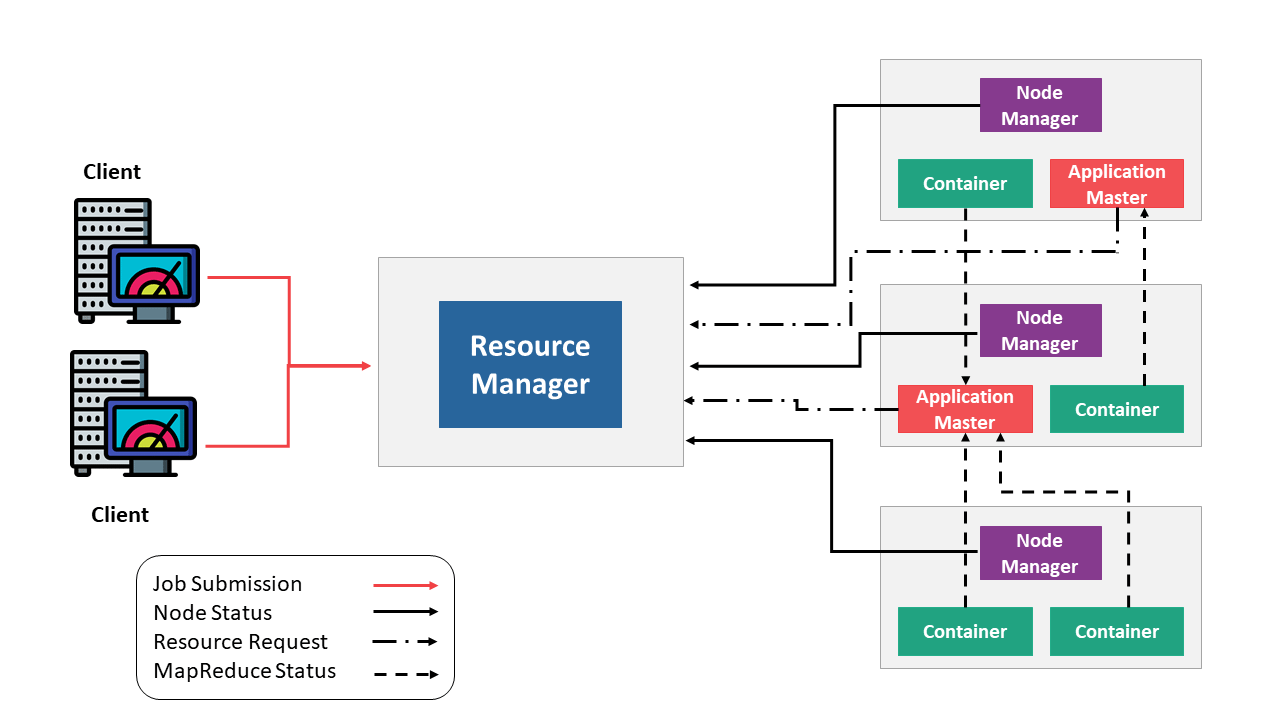 Client
Client
Resource
Manager
Node
Manager
Container
Application
Master
Node
Manager
Application
Master
Container
Node
Manager
Container
Container
Job Submission
Node Status
Resource Request
MapReduce Status